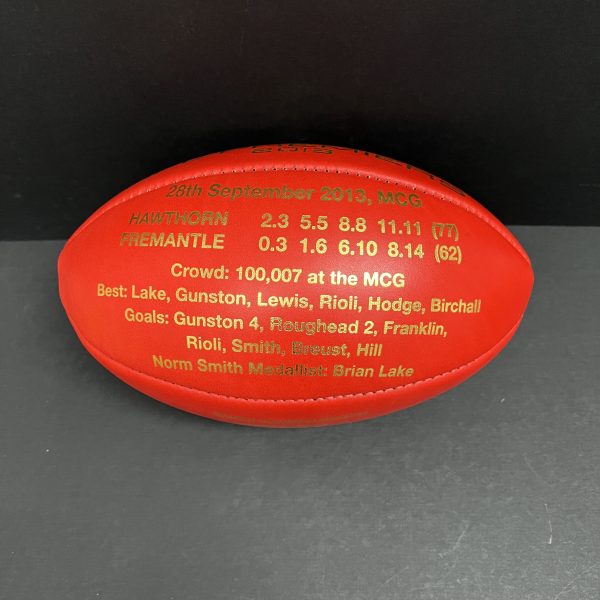 2013
28th September 2013, MCG
HAWTHORN 2.3 5.5 8.8 11.11 (77)
FREMANTLE 0.3 1.6 6.10 8.14 (62)
Crowd: 100,007 at the MCG
Best: Lake, Gunston, Lewis, Rioli, Hodge, Birchall
Goals: Gunston 4, Roughead 2, Franklin,
Rioli, Smith, Breust, Hill
Norm Smith Medallist: Brian Lake